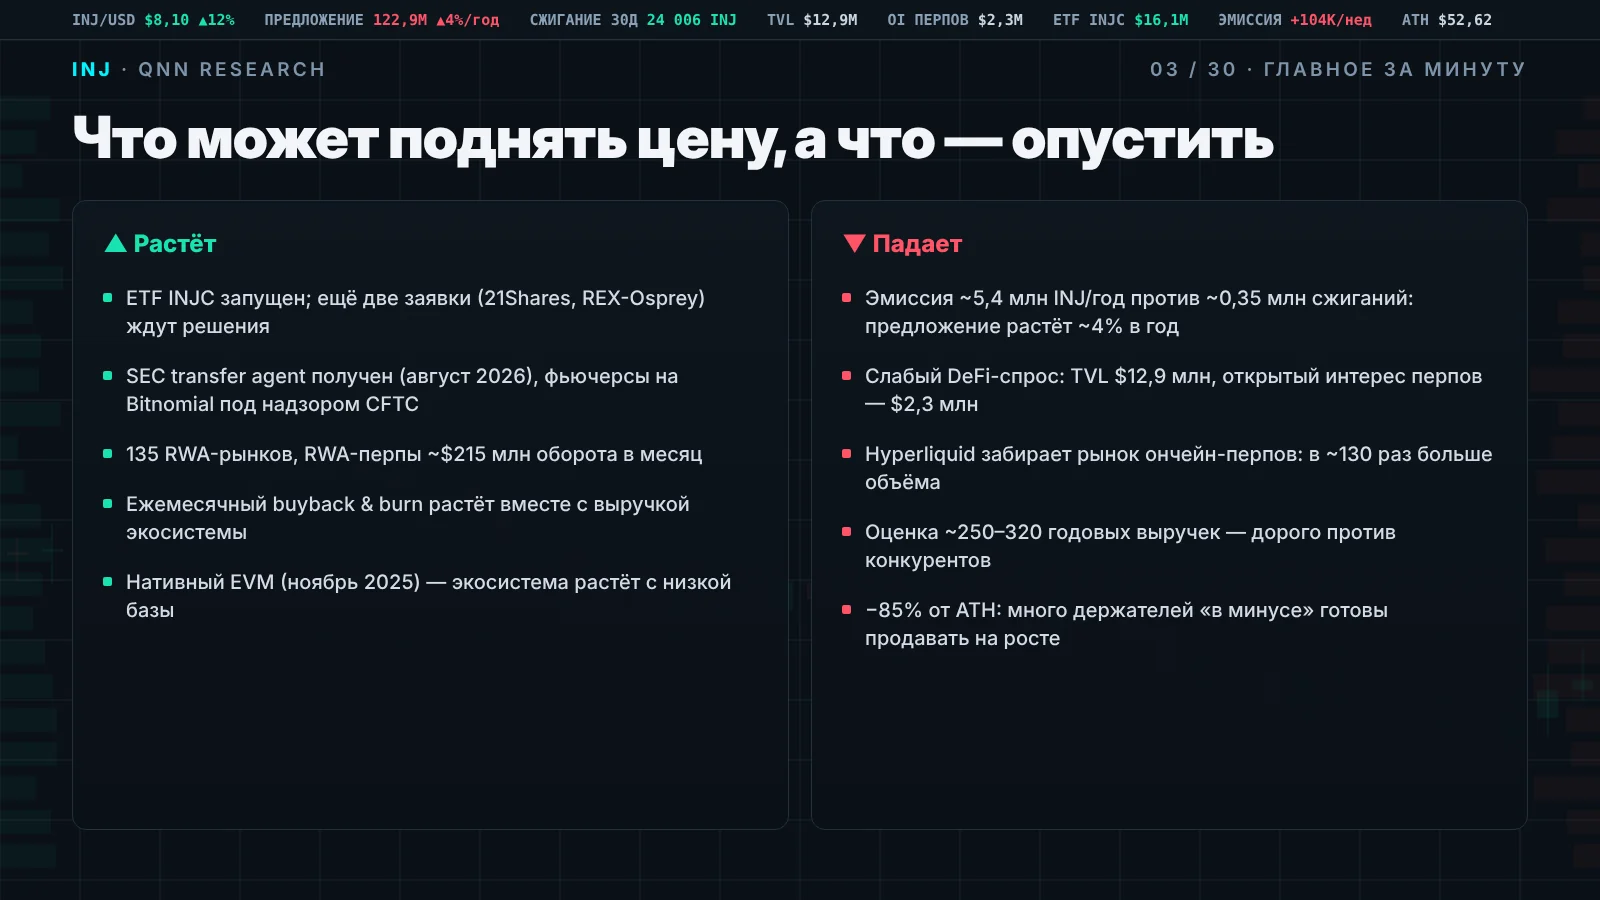 INJ/USD $8,10 ▲12% ПРЕДЛОЖЕНИЕ 122,9М ▲4%/год СЖИГАНИЕ 30Д 24 006 INJ TVL $12,9М OI ПЕРПОВ $2,3М ETF INJC $16,1М ЭМИССИЯ +104К/нед ATH $52,62
INJ · QNN RESEARCH
03 / 30 · ГЛАВНОЕ ЗА МИНУТУ
Что может поднять цену, а что — опустить
▲ Растёт
ETF INJC запущен; ещё две заявки (21Shares, REX-Osprey)
ждут решения
SEC transfer agent получен (август 2026), фьючерсы на
Bitnomial под надзором CFTC
135 RWA-рынков, RWA-перпы ~$215 млн оборота в месяц
Ежемесячный buyback & burn растёт вместе с выручкой
экосистемы
Нативный EVM (ноябрь 2025) — экосистема растёт с низкой
базы
▼ Падает
Эмиссия ~5,4 млн INJ/год против ~0,35 млн сжиганий:
предложение растёт ~4% в год
Слабый DeFi-спрос: TVL $12,9 млн, открытый интерес перпов
— $2,3 млн
Hyperliquid забирает рынок ончейн-перпов: в ~130 раз больше
объёма
Оценка ~250–320 годовых выручек — дорого против
конкурентов
−85% от ATH: много держателей «в минусе» готовы
продавать на росте